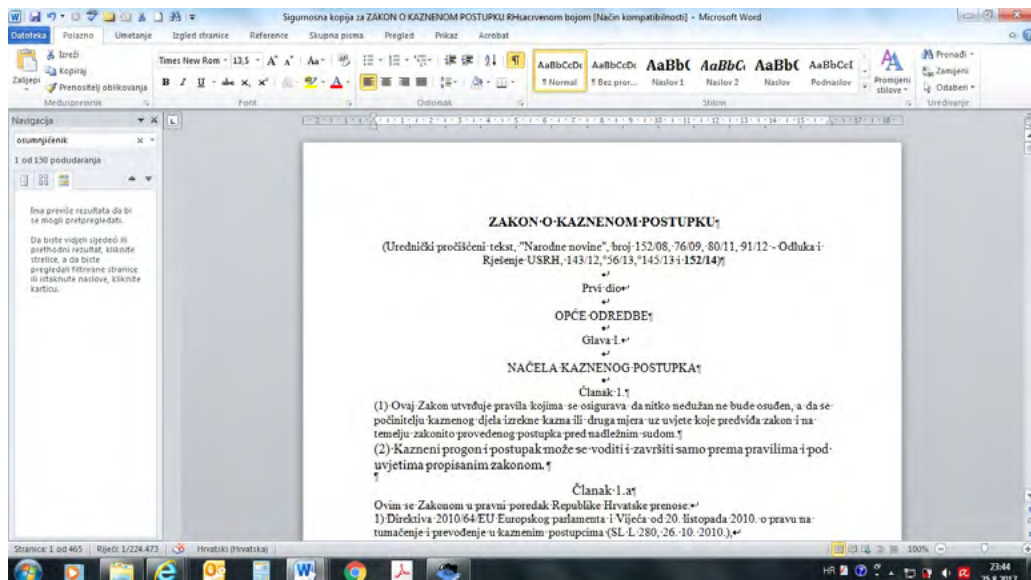 Sigurnosna kopija za ZAKON O KAZNENOM POSTUPKU RHsacrvenom bojom [Način kompatibilnosti] - Microsoft Word
Datoteka Polazno Umetanje Izgled stranice Reference Skupna pisma Pregled Prikaz Acrobat
Izreži
Kopiraj
Zalijepi
Prenositelj oblikovanja
Međuspremnik
Times New Rom 13,5
Font
Odlomak
AaBbCcDc AaBbCcDc AaBb( AaBbC( AaBbC AaBbCcI
¶ Normal ¶ Bez pror... Naslov 1 Naslov 2 Naslov Podnaslov
Promijeni stilove
Stilovi
Pronađi
Zamijeni
Odaberi
Uređivanje
Navigacija
osumnjičenik
1 od 130 podudaranja
Ima previše rezultata da bi
se mogli pretpregledati.
Da biste vidjeli sljedeći ili
prethodni rezultat, kliknite
strelice, a da biste
pregledali filtrirane stranice
ili istaknute naslove, kliknite
karticu.
ZAKON·O·KAZNENOM·POSTUPKU¶
(Urednički pročišćeni tekst, "Narodne novine", broj 152/08, 76/09, 80/11, 91/12 - Odluka i
Rješenje USRH, 143/12, 56/13, 145/13 i 152/14)¶
Prvi dio
OPĆE ODREDBE¶
Glava I.
NAČELA KAZNENOG POSTUPKA¶
Članak 1.¶
(1) Ovaj Zakon utvrđuje pravila kojima se osigurava da nitko nedužan ne bude osuđen, a da se
počinitelju kaznenog djela izrekne kazna ili druga mjera uz uvjete koje predviđa zakon i na
temelju zakonito provedenog postupka pred nadležnim sudom.¶
(2) Kazneni progon i postupak može se voditi i završiti samo prema pravilima i pod
uvjetima propisanim zakonom.¶
Članak 1.a¶
Ovim se Zakonom u pravni poredak Republike Hrvatske prenose:
1) Direktiva 2010/64/EU Europskog parlamenta i Vijeća od 20. listopada 2010. o pravu na
tumačenje i prevođenje u kaznenim postupcima (SL L 280, 26. 10. 2010.),
Stranica: 1 od 465 Riječi: 1/224.473 Hrvatski (Hrvatska) 100%
HR 23:44